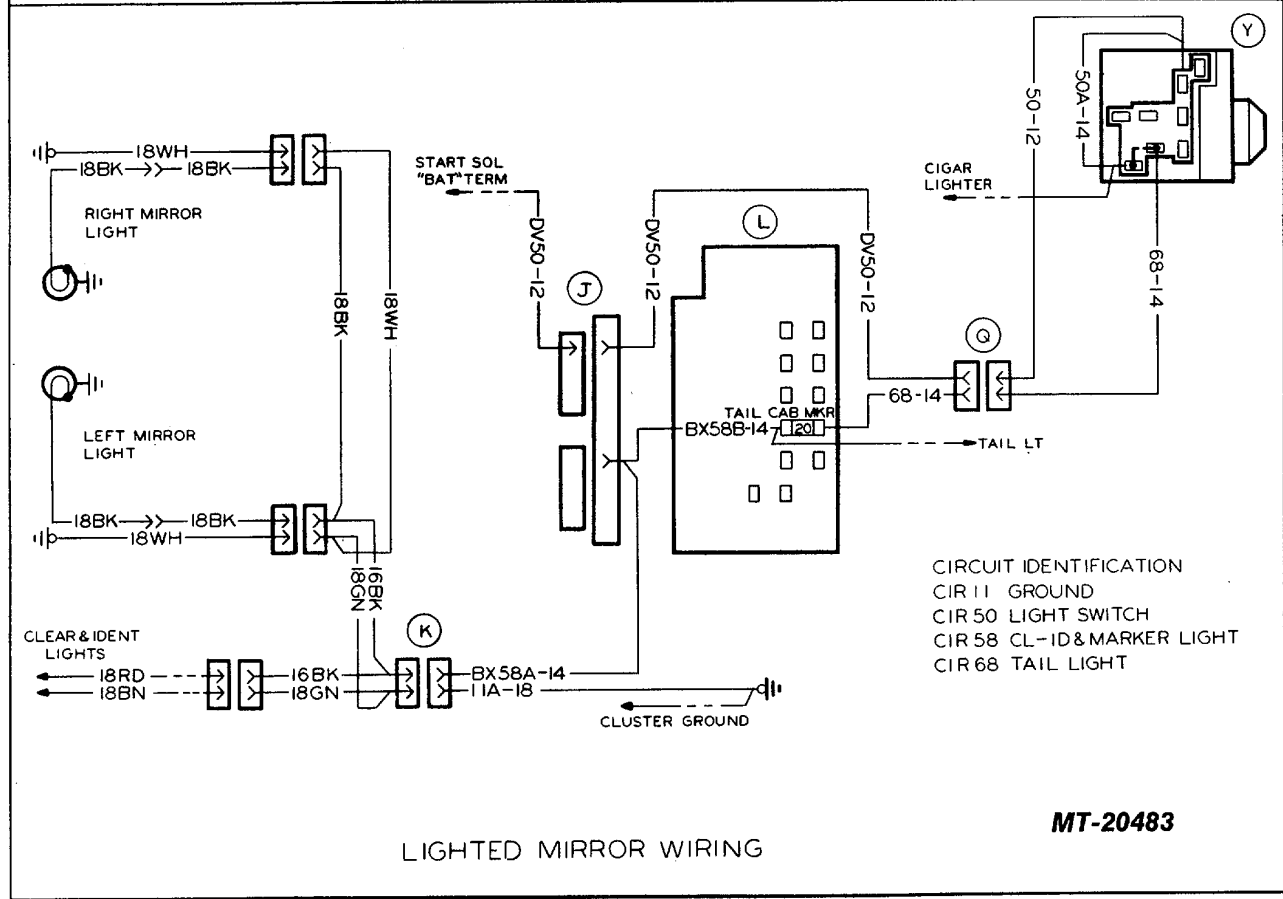 Y
50-12
50A-14
18WH
18BK
18BK
START SOL
"BAT" TERM
CIGAR
LIGHTER
RIGHT MIRROR
LIGHT
L
DV50-12
DV50-12
DV50-12
68-14
J
18BK
18WH
Q
68-14
TAIL CAB MKR
BX58B-14
20
TAIL LT
LEFT MIRROR
LIGHT
18BK
18BK
18WH
18GN
16BK
CIRCUIT IDENTIFICATION
CIR 11 GROUND
CIR 50 LIGHT SWITCH
CIR 58 CL-ID & MARKER LIGHT
CIR 68 TAIL LIGHT
K
CLEAR & IDENT
LIGHTS
18RD
16BK
BX58A-14
18BN
18GN
11A-18
CLUSTER GROUND
MT-20483
LIGHTED MIRROR WIRING